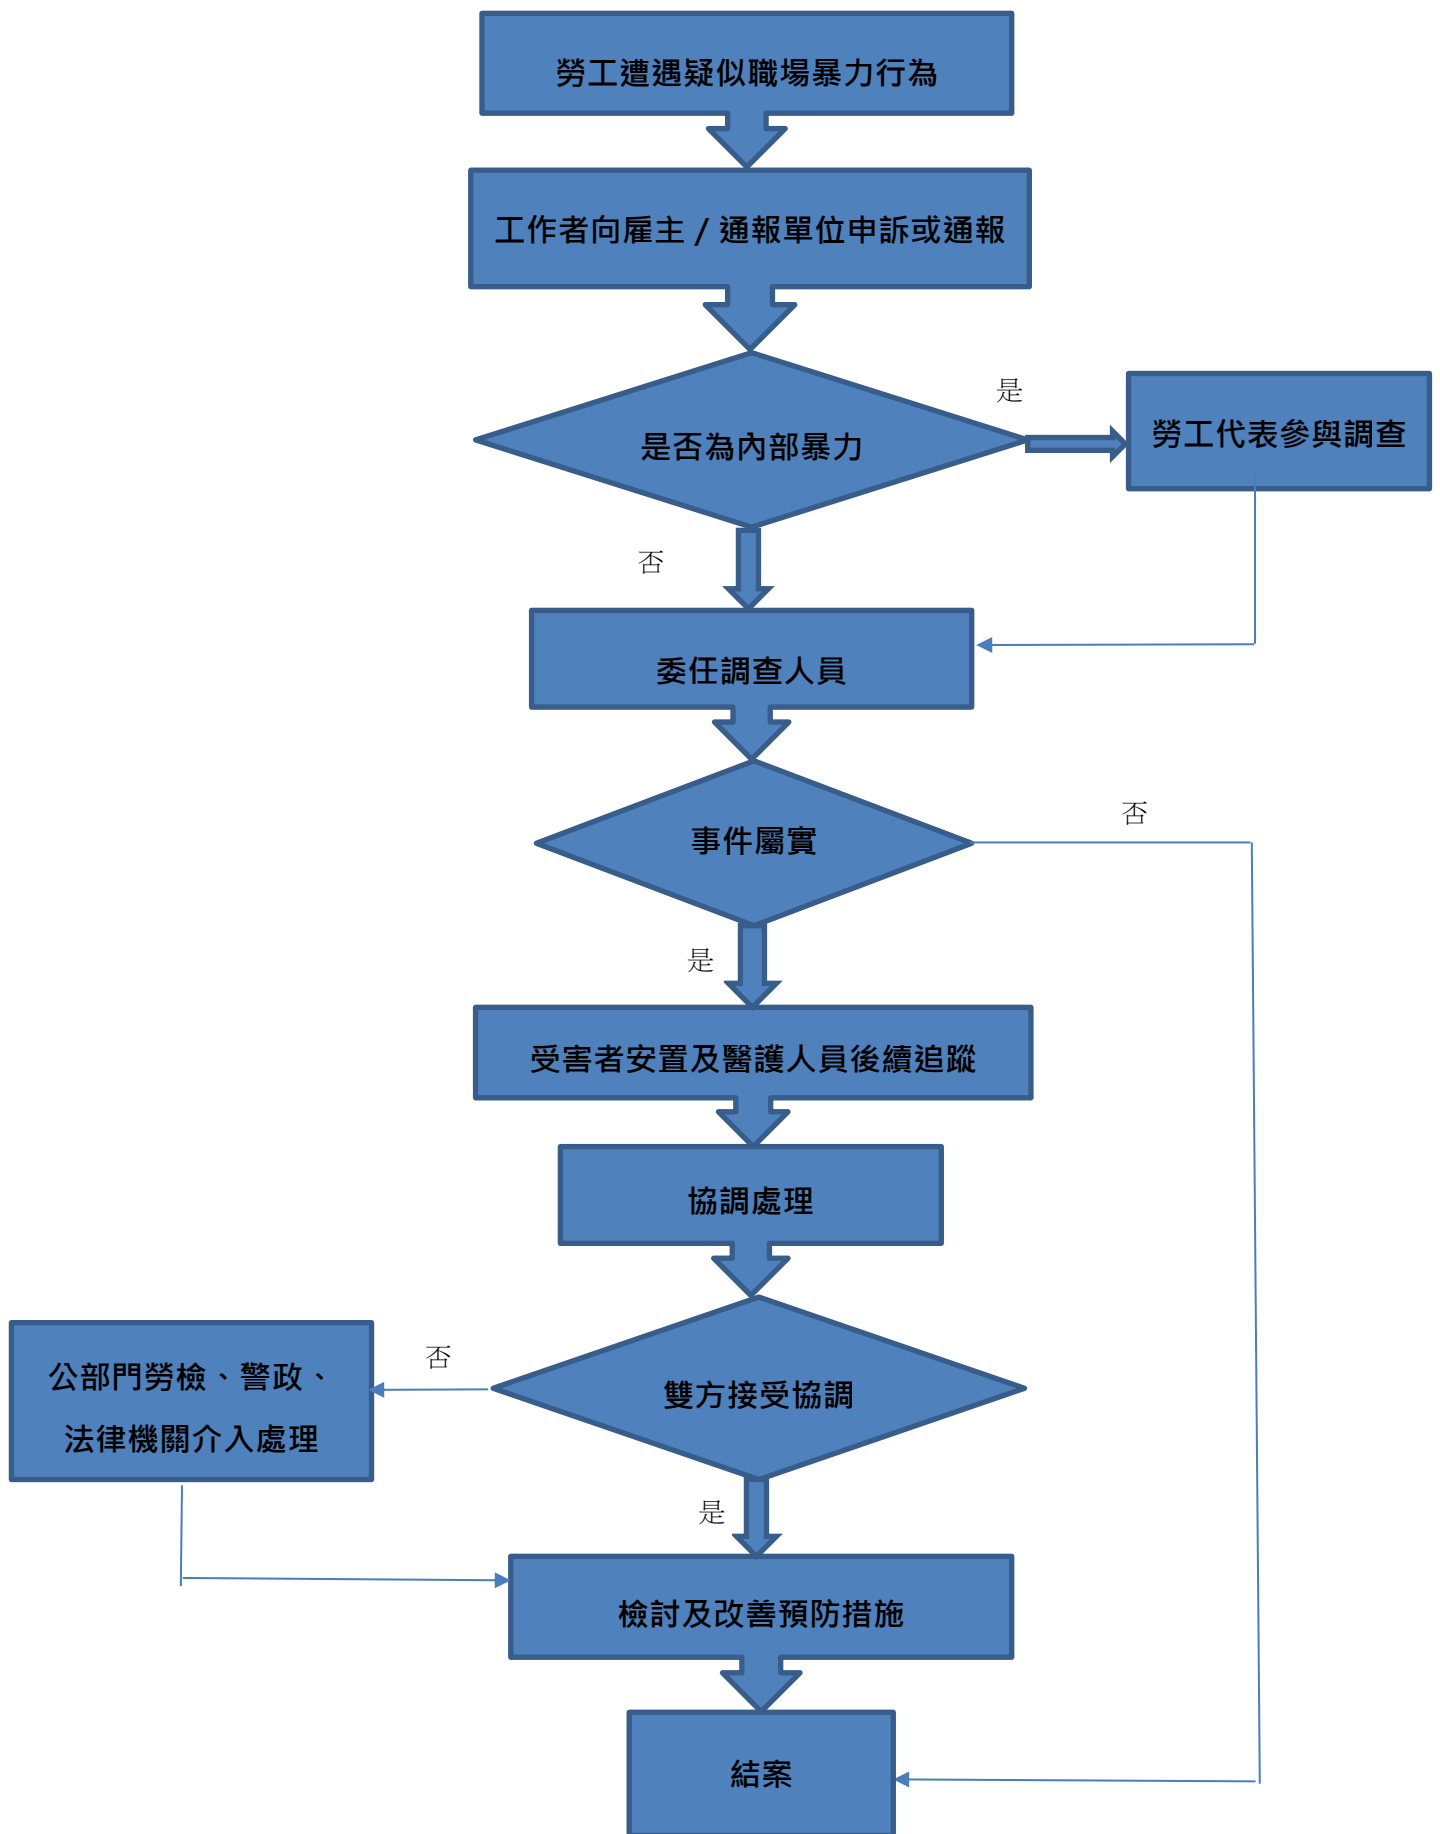 勞工遭遇疑似職場暴力行為
工作者向雇主 / 通報單位申訴或通報
是否為內部暴力
是
勞工代表參與調查
否
委任調查人員
事件屬實
否
是
受害者安置及醫護人員後續追蹤
協調處理
雙方接受協調
否
公部門勞檢、警政、
法律機關介入處理
是
檢討及改善預防措施
結案